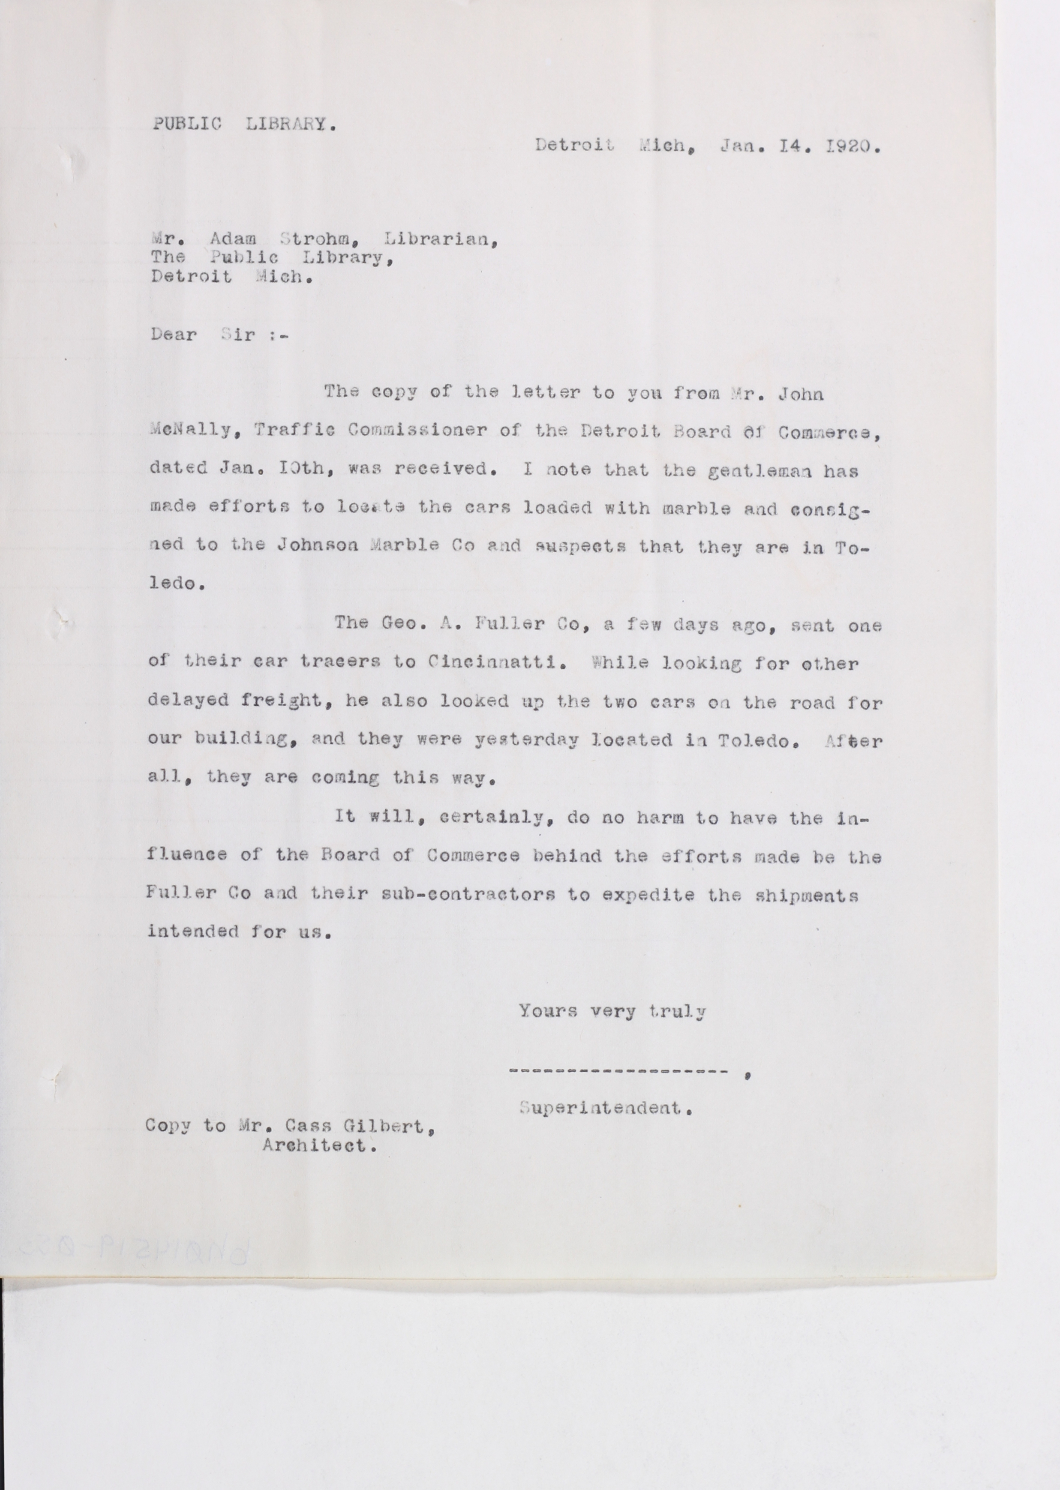 PUBLIC LIBRARY.
Detroit Mich, Jan. I4. I920.
Mr. Adam Strohm, Librarian,
The Public Library,
Detroit Mich.
Dear Sir :-
The copy of the letter to you from Mr. John
McNally, Traffic Commissioner of the Detroit Board of Commerce,
dated Jan. I0th, was received. I note that the gentleman has
made efforts to locate the cars loaded with marble and consig-
ned to the Johnson Marble Co and suspects that they are in To-
ledo.
The Geo. A. Fuller Co, a few days ago, sent one
of their car tracers to Cincinnatti. While looking for other
delayed freight, he also looked up the two cars on the road for
our building, and they were yesterday located in Toledo. After
all, they are coming this way.
It will, certainly, do no harm to have the in-
fluence of the Board of Commerce behind the efforts made be the
Fuller Co and their sub-contractors to expedite the shipments
intended for us.
Yours very truly
------------------- ,
Superintendent.
Copy to Mr. Cass Gilbert,
Architect.